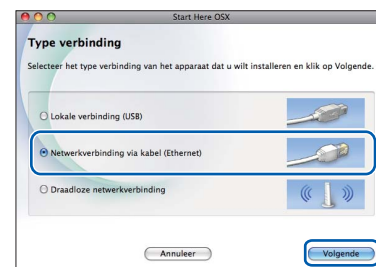 Start Here OSX
Type verbinding
Selecteer het type verbinding van het apparaat dat u wilt installeren en klik op Volgende.
Lokale verbinding (USB)
Netwerkverbinding via kabel (Ethernet)
Draadloze netwerkverbinding
Annuleer
Volgende